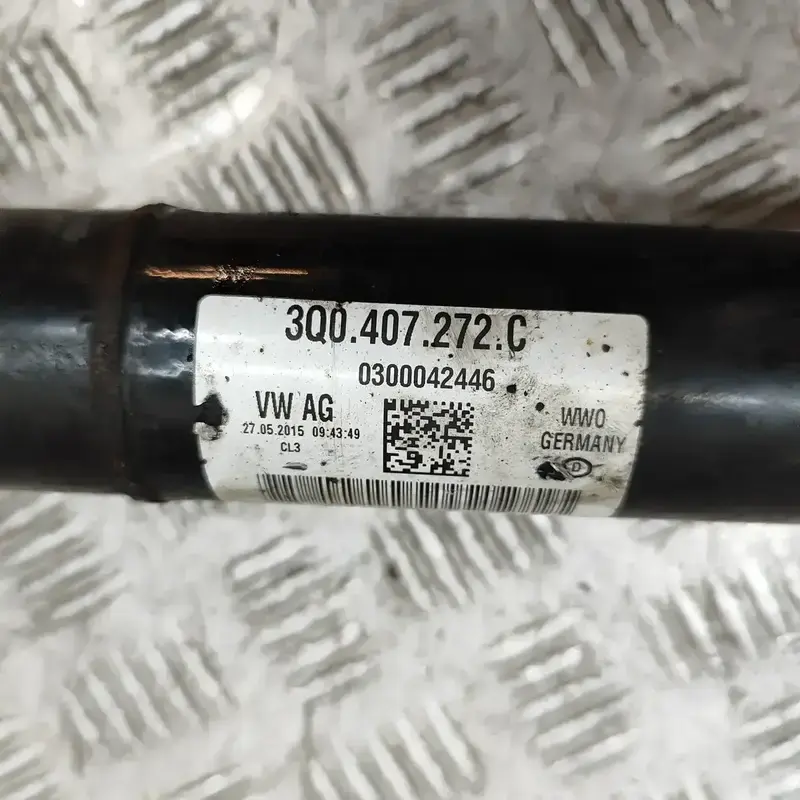 3Q0.407.272.C
0300042446
VW AG
27.05.2015 09:43:49
CL3
WWO
GERMANY
D